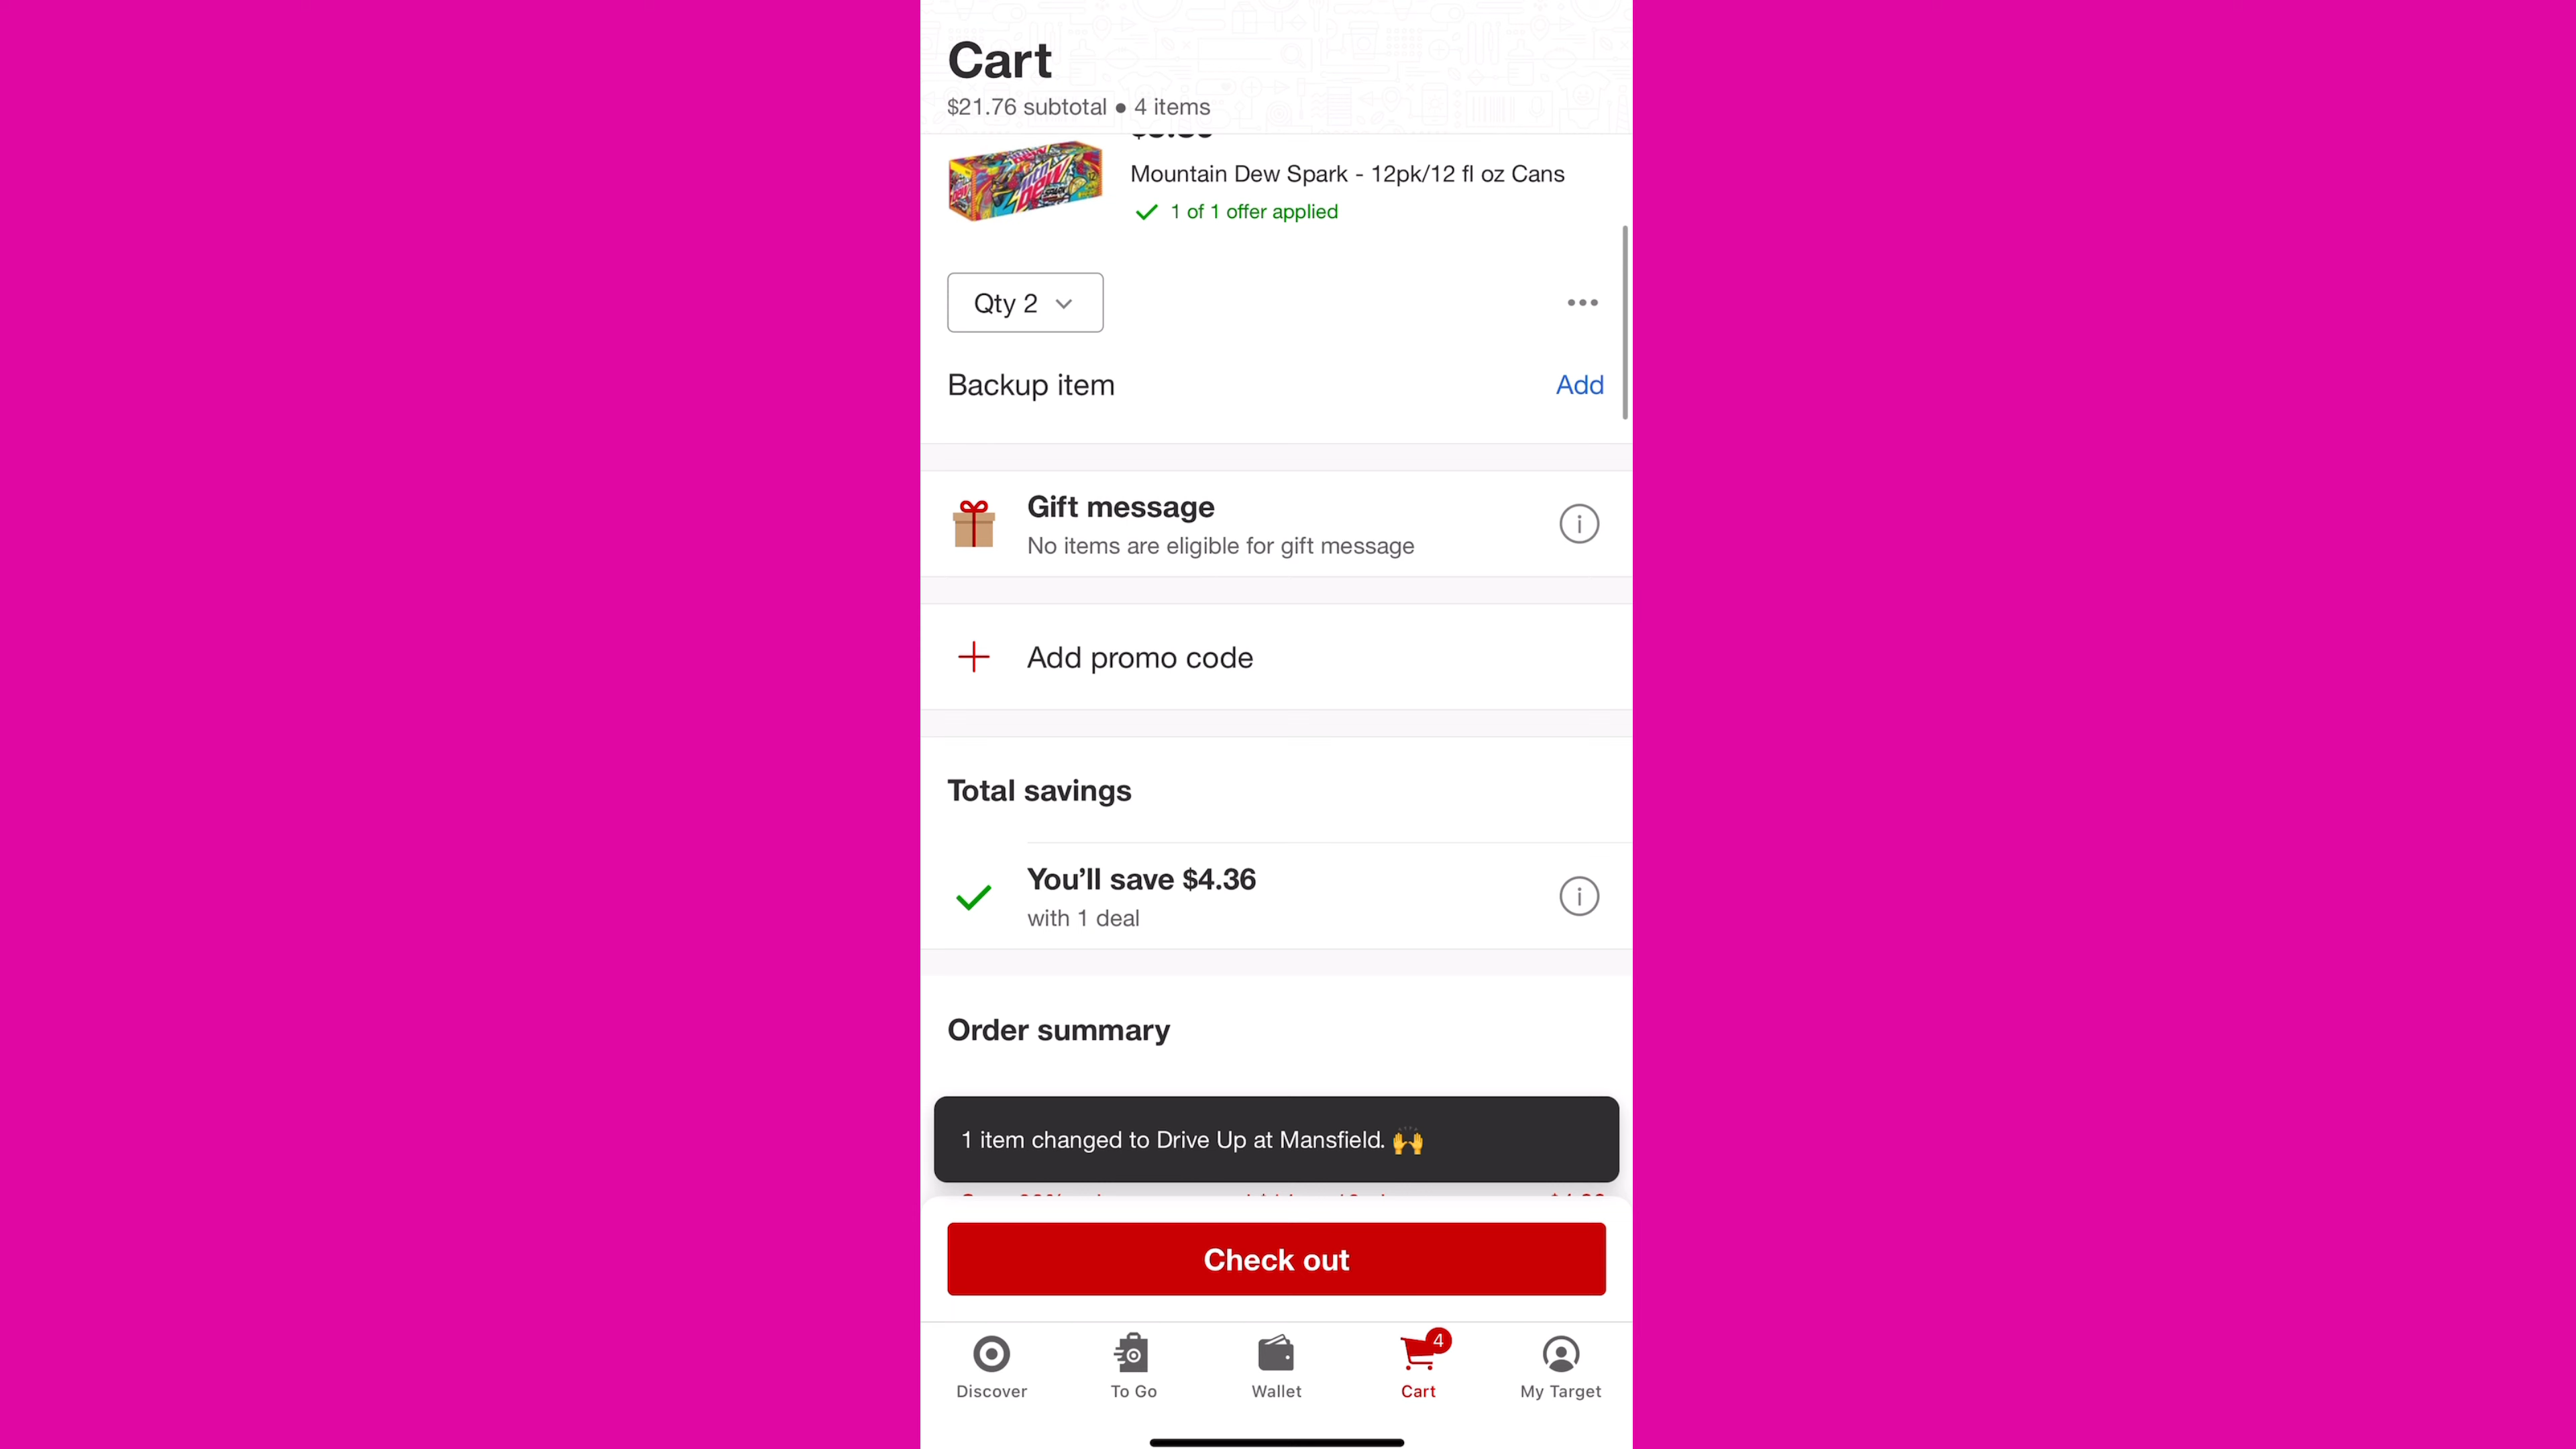 Cart
$21.76 subtotal • 4 items
Mountain Dew Spark - 12pk/12 fl oz Cans
1 of 1 offer applied
Qty 2
Backup item
Add
Gift message
No items are eligible for gift message
Add promo code
Total savings
You'll save $4.36
with 1 deal
Order summary
1 item changed to Drive Up at Mansfield. 🙌
Check out
4
Discover
To Go
Wallet
Cart
My Target